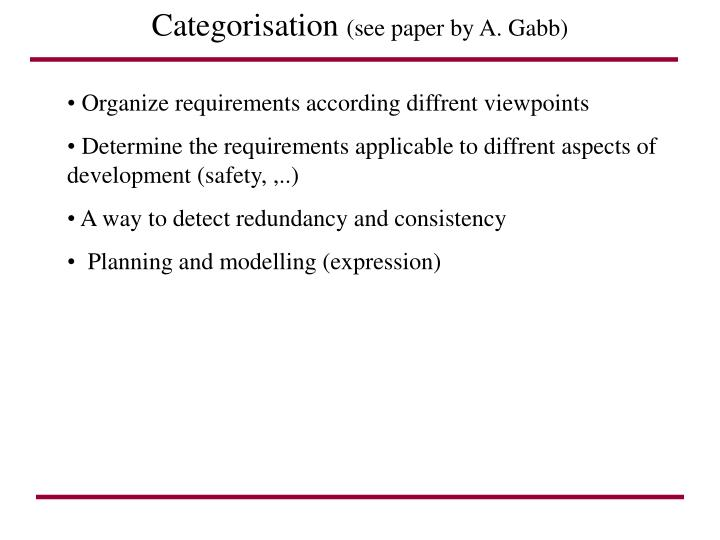 Categorisation (see paper by A. Gabb)
• Organize requirements according diffrent viewpoints
• Determine the requirements applicable to diffrent aspects of
development (safety, ,..)
• A way to detect redundancy and consistency
• Planning and modelling (expression)